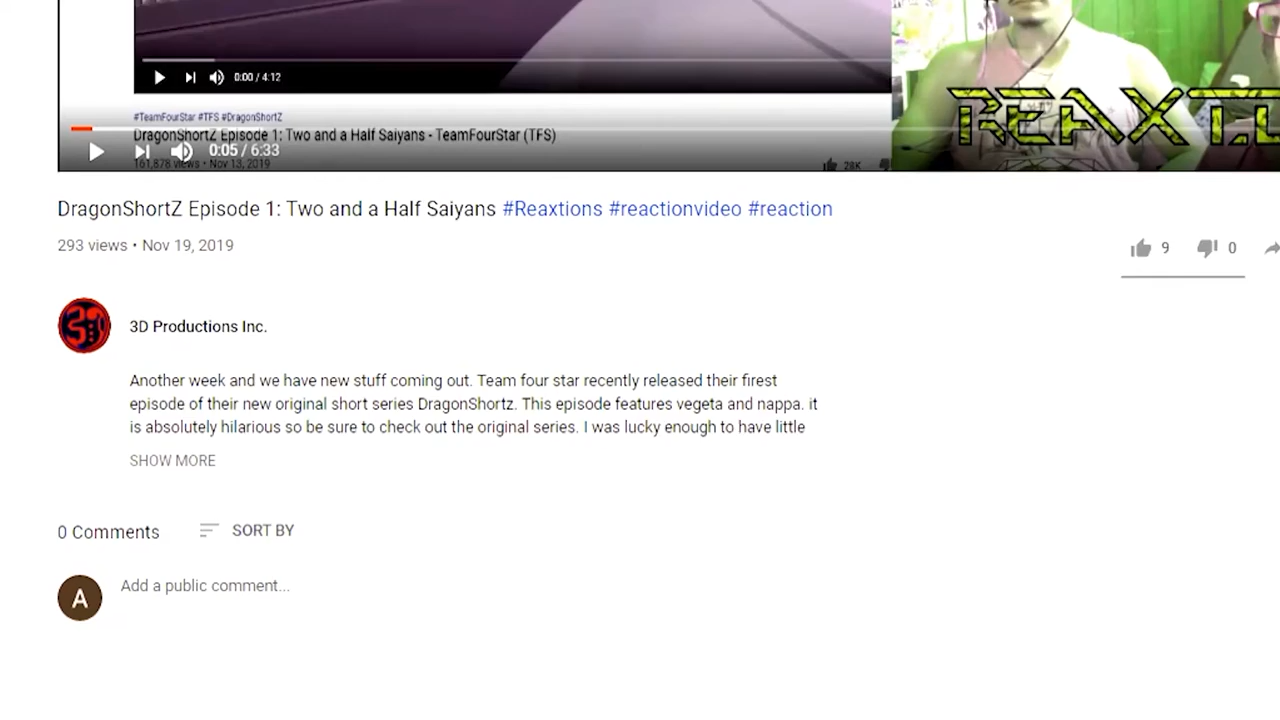 0:00 / 4:12
#TeamFourStar #TFS #DragonShortZ
DragonShortZ Episode 1: Two and a Half Saiyans - TeamFourStar (TFS)
0:05 / 6:33
161,878 views • Nov 13, 2019
28K
DragonShortZ Episode 1: Two and a Half Saiyans #Reaxtions #reactionvideo #reaction
293 views • Nov 19, 2019
9
0
3D Productions Inc.
Another week and we have new stuff coming out. Team four star recently released their firest
episode of their new original short series DragonShortz. This episode features vegeta and nappa. it
is absolutely hilarious so be sure to check out the original series. I was lucky enough to have little
SHOW MORE
0 Comments
SORT BY
A
Add a public comment...